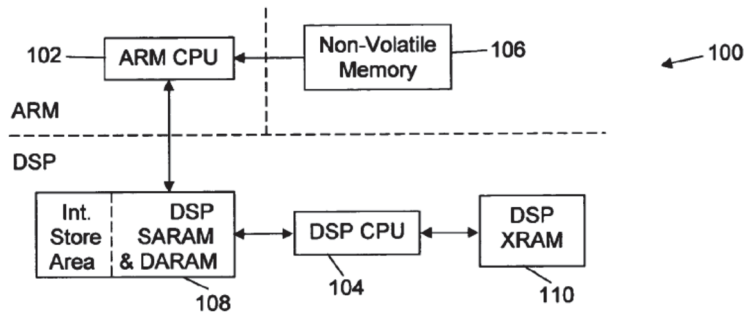 102
ARM CPU
Non-Volatile
Memory
106
100
ARM
DSP
Int.
Store
Area
DSP
SARAM
& DARAM
108
DSP CPU
104
DSP
XRAM
110